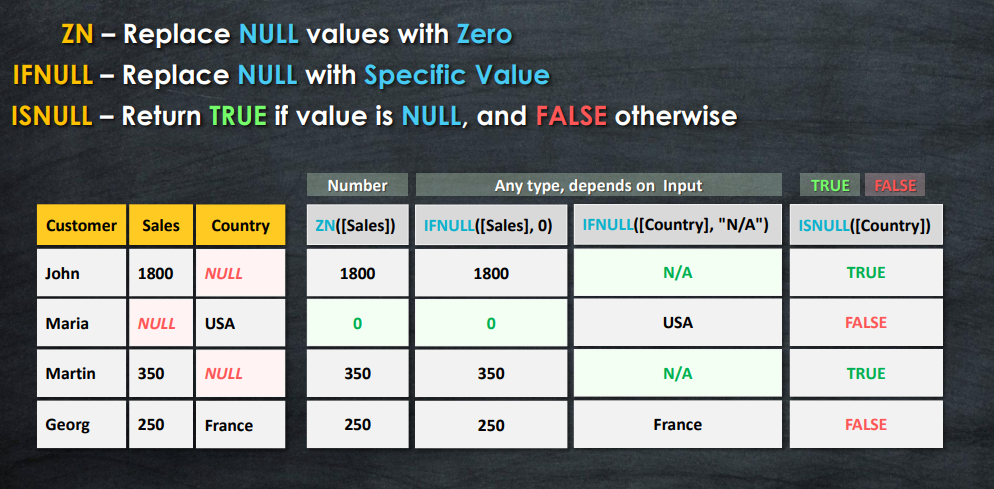 ZN – Replace NULL values with Zero
IFNULL – Replace NULL with Specific Value
ISNULL – Return TRUE if value is NULL, and FALSE otherwise
Number Any type, depends on Input TRUE FALSE
Customer Sales Country ZN([Sales]) IFNULL([Sales], 0) IFNULL([Country], "N/A") ISNULL([Country])
John 1800 NULL 1800 1800 N/A TRUE
Maria NULL USA 0 0 USA FALSE
Martin 350 NULL 350 350 N/A TRUE
Georg 250 France 250 250 France FALSE